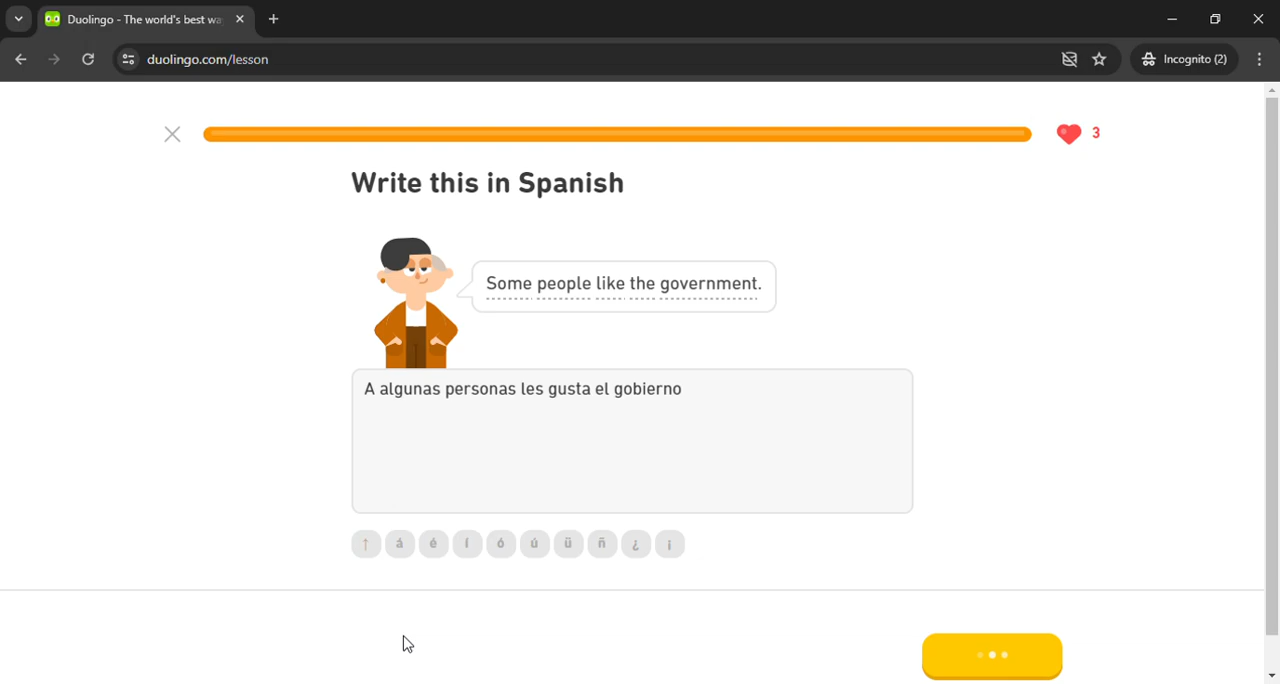 Duolingo - The world's best wa
duolingo.com/lesson
Incognito (2)
3
Write this in Spanish
Some people like the government.
A algunas personas les gusta el gobierno
↑ á é í ó ú ü ñ ¿ ¡